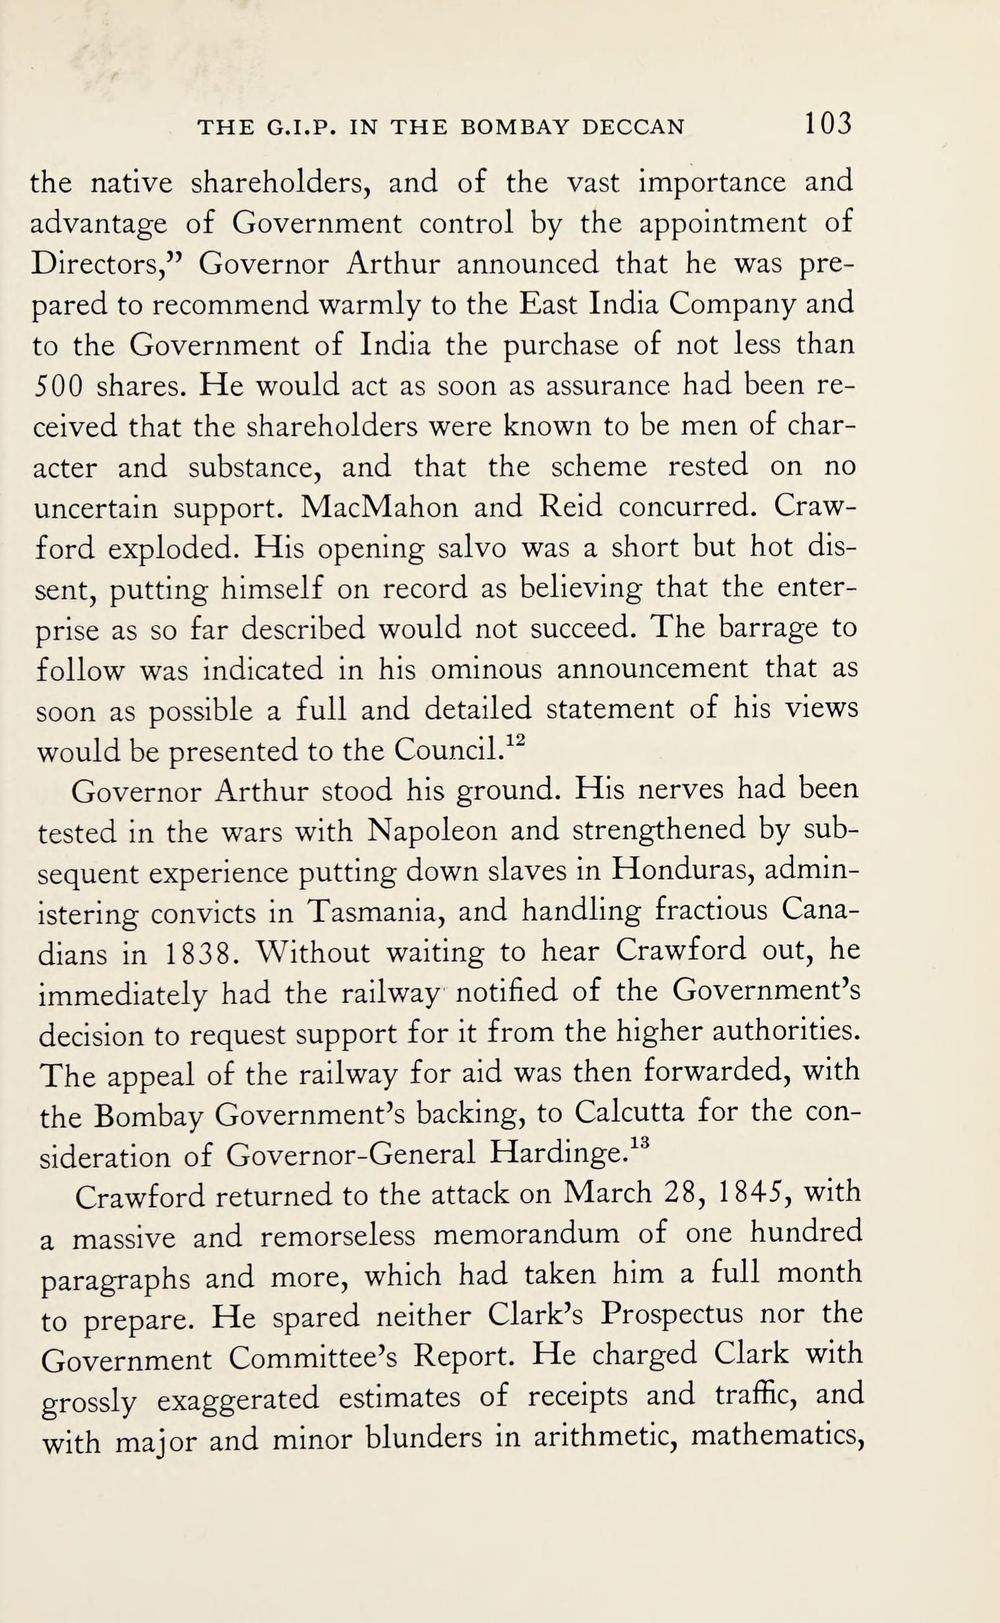 THE G.I.P. IN THE BOMBAY DECCAN 103
the native shareholders, and of the vast importance and
advantage of Government control by the appointment of
Directors,” Governor Arthur announced that he was pre-
pared to recommend warmly to the East India Company and
to the Government of India the purchase of not less than
500 shares. He would act as soon as assurance had been re-
ceived that the shareholders were known to be men of char-
acter and substance, and that the scheme rested on no
uncertain support. MacMahon and Reid concurred. Craw-
ford exploded. His opening salvo was a short but hot dis-
sent, putting himself on record as believing that the enter-
prise as so far described would not succeed. The barrage to
follow was indicated in his ominous announcement that as
soon as possible a full and detailed statement of his views
would be presented to the Council.¹²
Governor Arthur stood his ground. His nerves had been
tested in the wars with Napoleon and strengthened by sub-
sequent experience putting down slaves in Honduras, admin-
istering convicts in Tasmania, and handling fractious Cana-
dians in 1838. Without waiting to hear Crawford out, he
immediately had the railway notified of the Government’s
decision to request support for it from the higher authorities.
The appeal of the railway for aid was then forwarded, with
the Bombay Government’s backing, to Calcutta for the con-
sideration of Governor-General Hardinge.¹³
Crawford returned to the attack on March 28, 1845, with
a massive and remorseless memorandum of one hundred
paragraphs and more, which had taken him a full month
to prepare. He spared neither Clark’s Prospectus nor the
Government Committee’s Report. He charged Clark with
grossly exaggerated estimates of receipts and traffic, and
with major and minor blunders in arithmetic, mathematics,